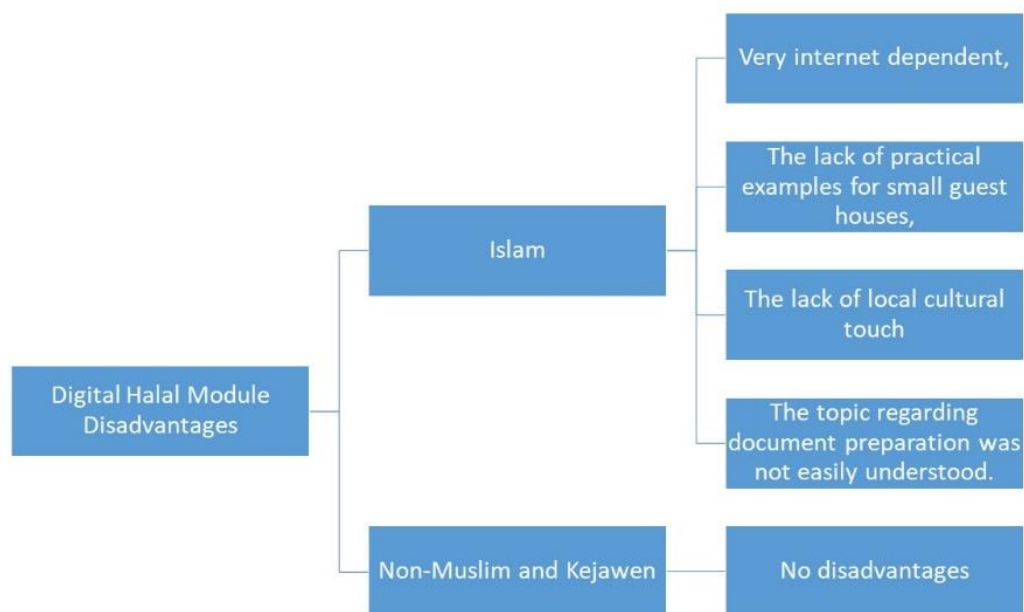 Digital Halal Module
Disadvantages
Islam
Very internet dependent,
The lack of practical
examples for small guest
houses,
The lack of local cultural
touch
The topic regarding
document preparation was
not easily understood.
Non-Muslim and Kejawen
No disadvantages